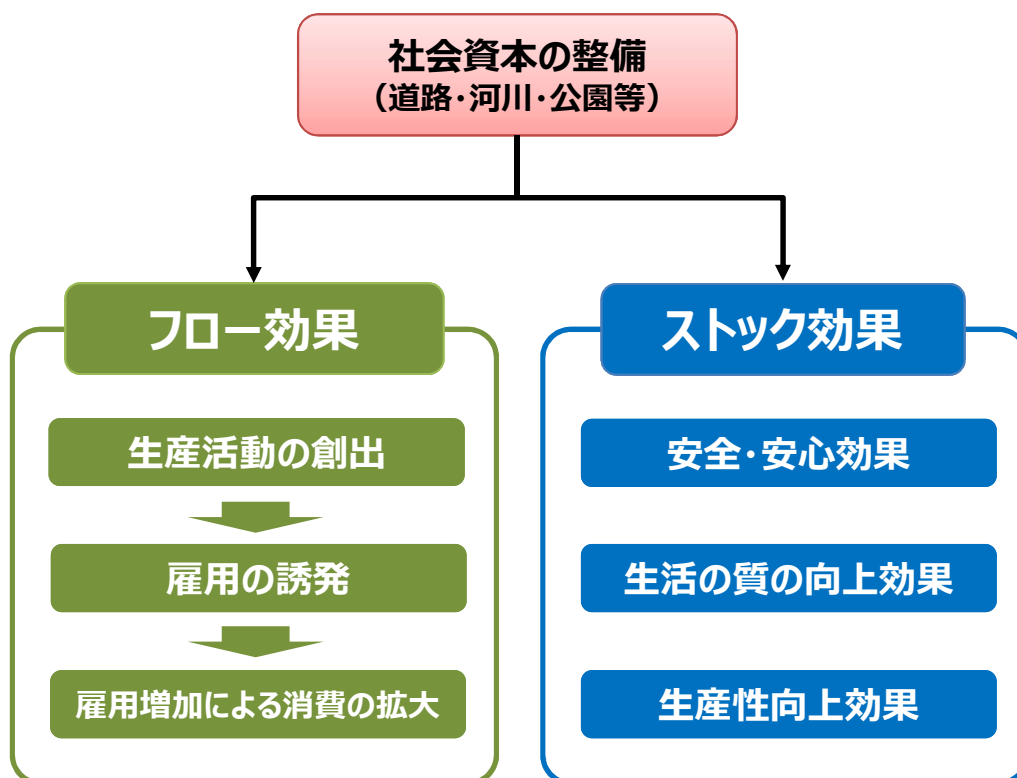 社会資本の整備
（道路・河川・公園等）
フロー効果
生産活動の創出
雇用の誘発
雇用増加による消費の拡大
ストック効果
安全・安心効果
生活の質の向上効果
生産性向上効果